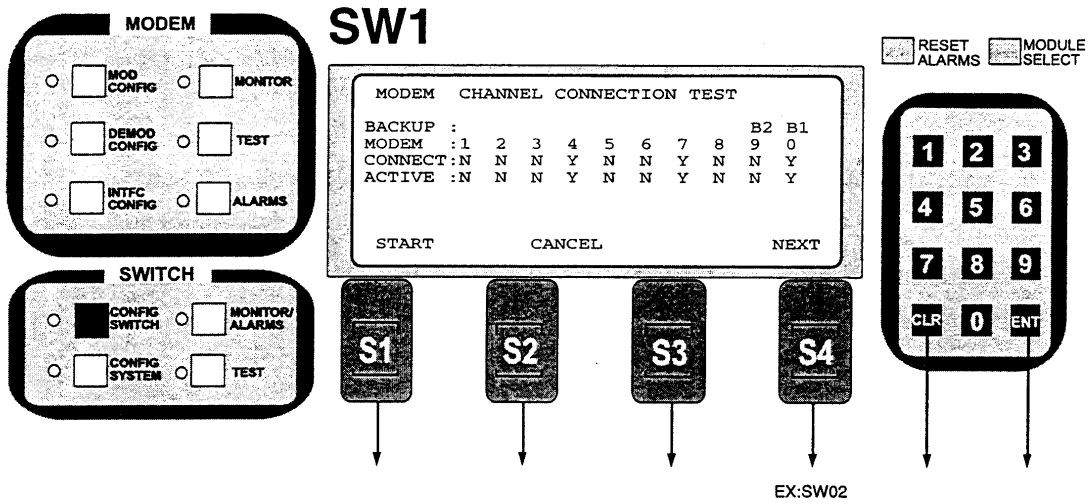 SW1
MODEM
MOD CONFIG
MONITOR
DEMOD CONFIG
TEST
INTFC CONFIG
ALARMS
SWITCH
CONFIG SWITCH
MONITOR/ ALARMS
CONFIG SYSTEM
TEST
MODEM CHANNEL CONNECTION TEST
BACKUP : B2 B1
MODEM :1 2 3 4 5 6 7 8 9 0
CONNECT:N N N Y N N Y N N Y
ACTIVE :N N N Y N N Y N N Y
START CANCEL NEXT
S1 S2 S3 S4
EX:SW02
RESET ALARMS
MODULE SELECT
1 2 3
4 5 6
7 8 9
CLR 0 ENT